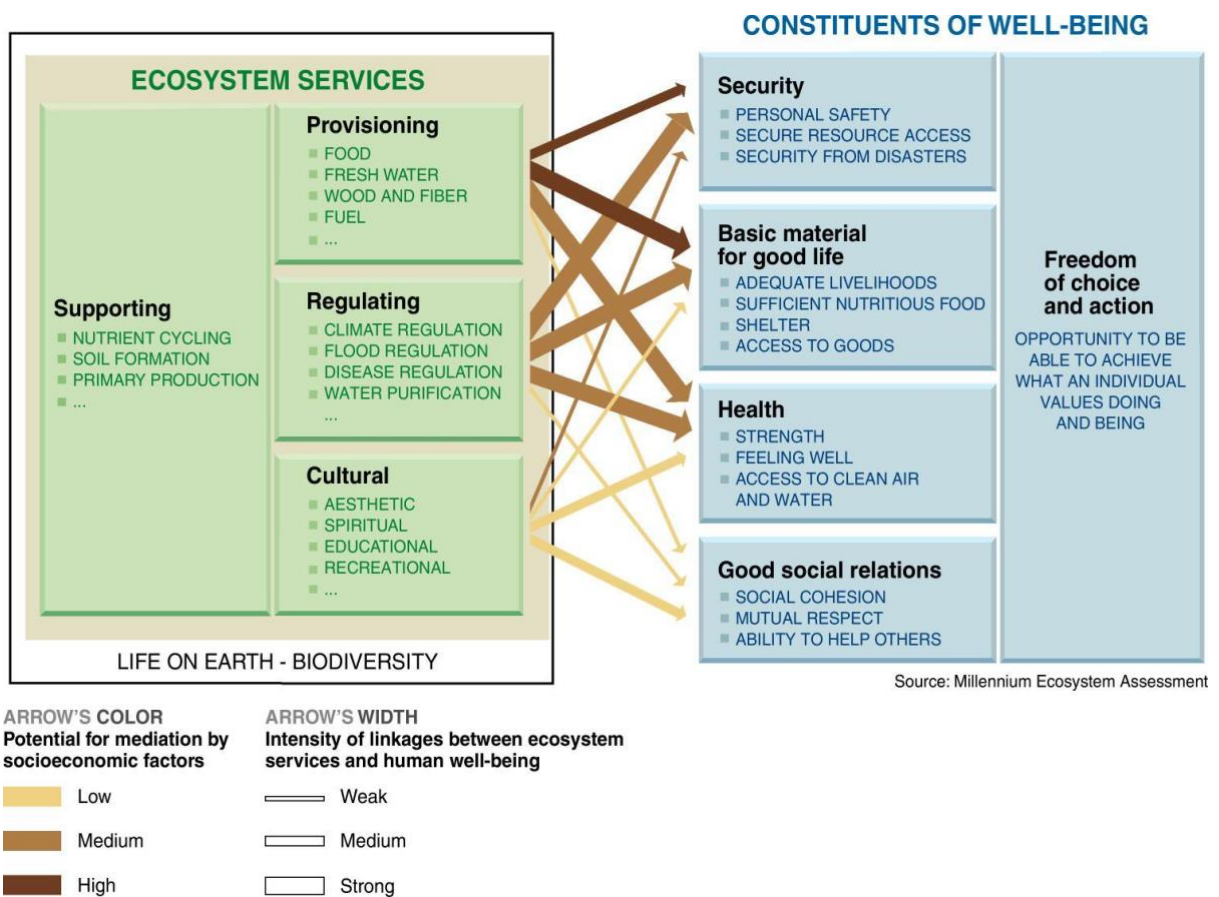 CONSTITUENTS OF WELL-BEING
ECOSYSTEM SERVICES
Supporting
NUTRIENT CYCLING
SOIL FORMATION
PRIMARY PRODUCTION
...
Provisioning
FOOD
FRESH WATER
WOOD AND FIBER
FUEL
...
Regulating
CLIMATE REGULATION
FLOOD REGULATION
DISEASE REGULATION
WATER PURIFICATION
...
Cultural
AESTHETIC
SPIRITUAL
EDUCATIONAL
RECREATIONAL
...
LIFE ON EARTH - BIODIVERSITY
Security
PERSONAL SAFETY
SECURE RESOURCE ACCESS
SECURITY FROM DISASTERS
Basic material
for good life
ADEQUATE LIVELIHOODS
SUFFICIENT NUTRITIOUS FOOD
SHELTER
ACCESS TO GOODS
Health
STRENGTH
FEELING WELL
ACCESS TO CLEAN AIR
AND WATER
Good social relations
SOCIAL COHESION
MUTUAL RESPECT
ABILITY TO HELP OTHERS
Freedom
of choice
and action
OPPORTUNITY TO BE
ABLE TO ACHIEVE
WHAT AN INDIVIDUAL
VALUES DOING
AND BEING
Source: Millennium Ecosystem Assessment
ARROW'S COLOR
Potential for mediation by
socioeconomic factors
Low
Medium
High
ARROW'S WIDTH
Intensity of linkages between ecosystem
services and human well-being
Weak
Medium
Strong